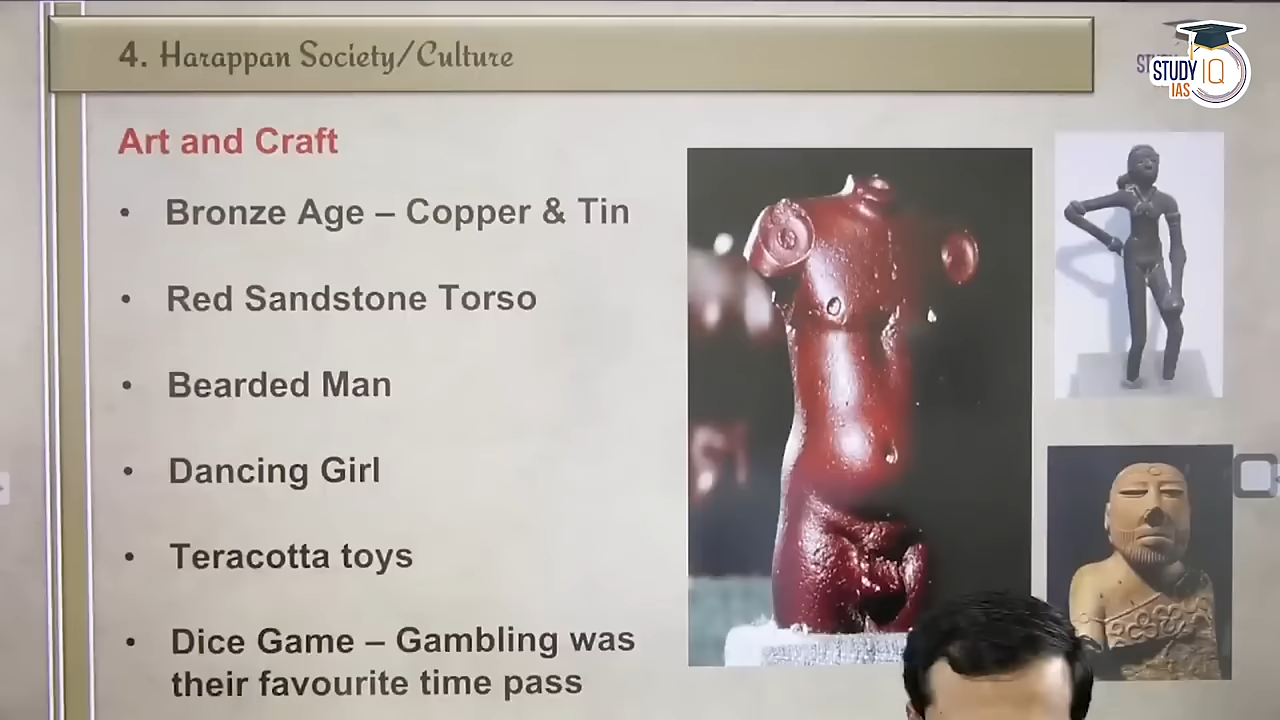 4. Harappan Society/Culture
STUDY IQ
IAS
Art and Craft
• Bronze Age – Copper & Tin
• Red Sandstone Torso
• Bearded Man
• Dancing Girl
• Teracotta toys
• Dice Game – Gambling was
their favourite time pass